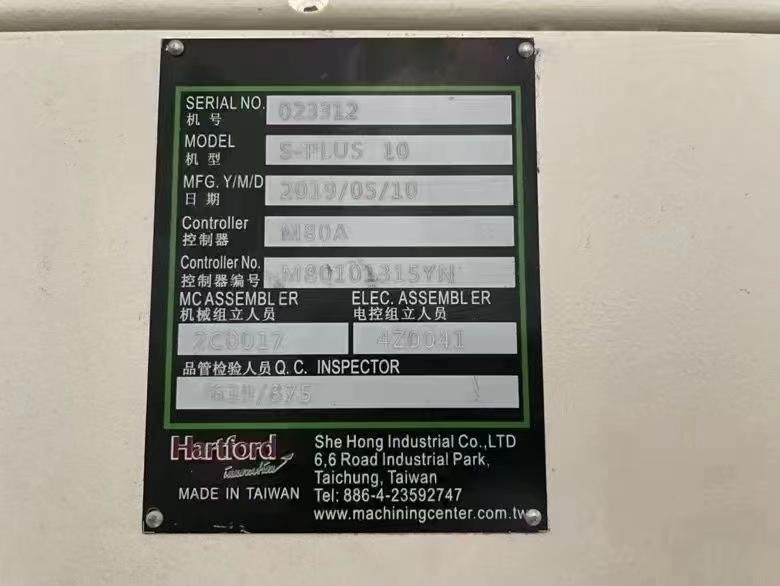 SERIAL NO. 023312
机号
MODEL S-PLUS 10
机型
MFG. Y/M/D 2019/05/10
日期
Controller M80A
控制器
Controller No. M80101315YN
控制器编号
MC ASSEMBLER ELEC. ASSEMBLER
机械组立人员 电控组立人员
2C0017 4Z0041
品管检验人员 Q.C. INSPECTOR
/675
Hartford
MADE IN TAIWAN
She Hong Industrial Co.,LTD
6,6 Road Industrial Park,
Taichung, Taiwan
Tel: 886-4-23592747
www.machiningcenter.com.tw